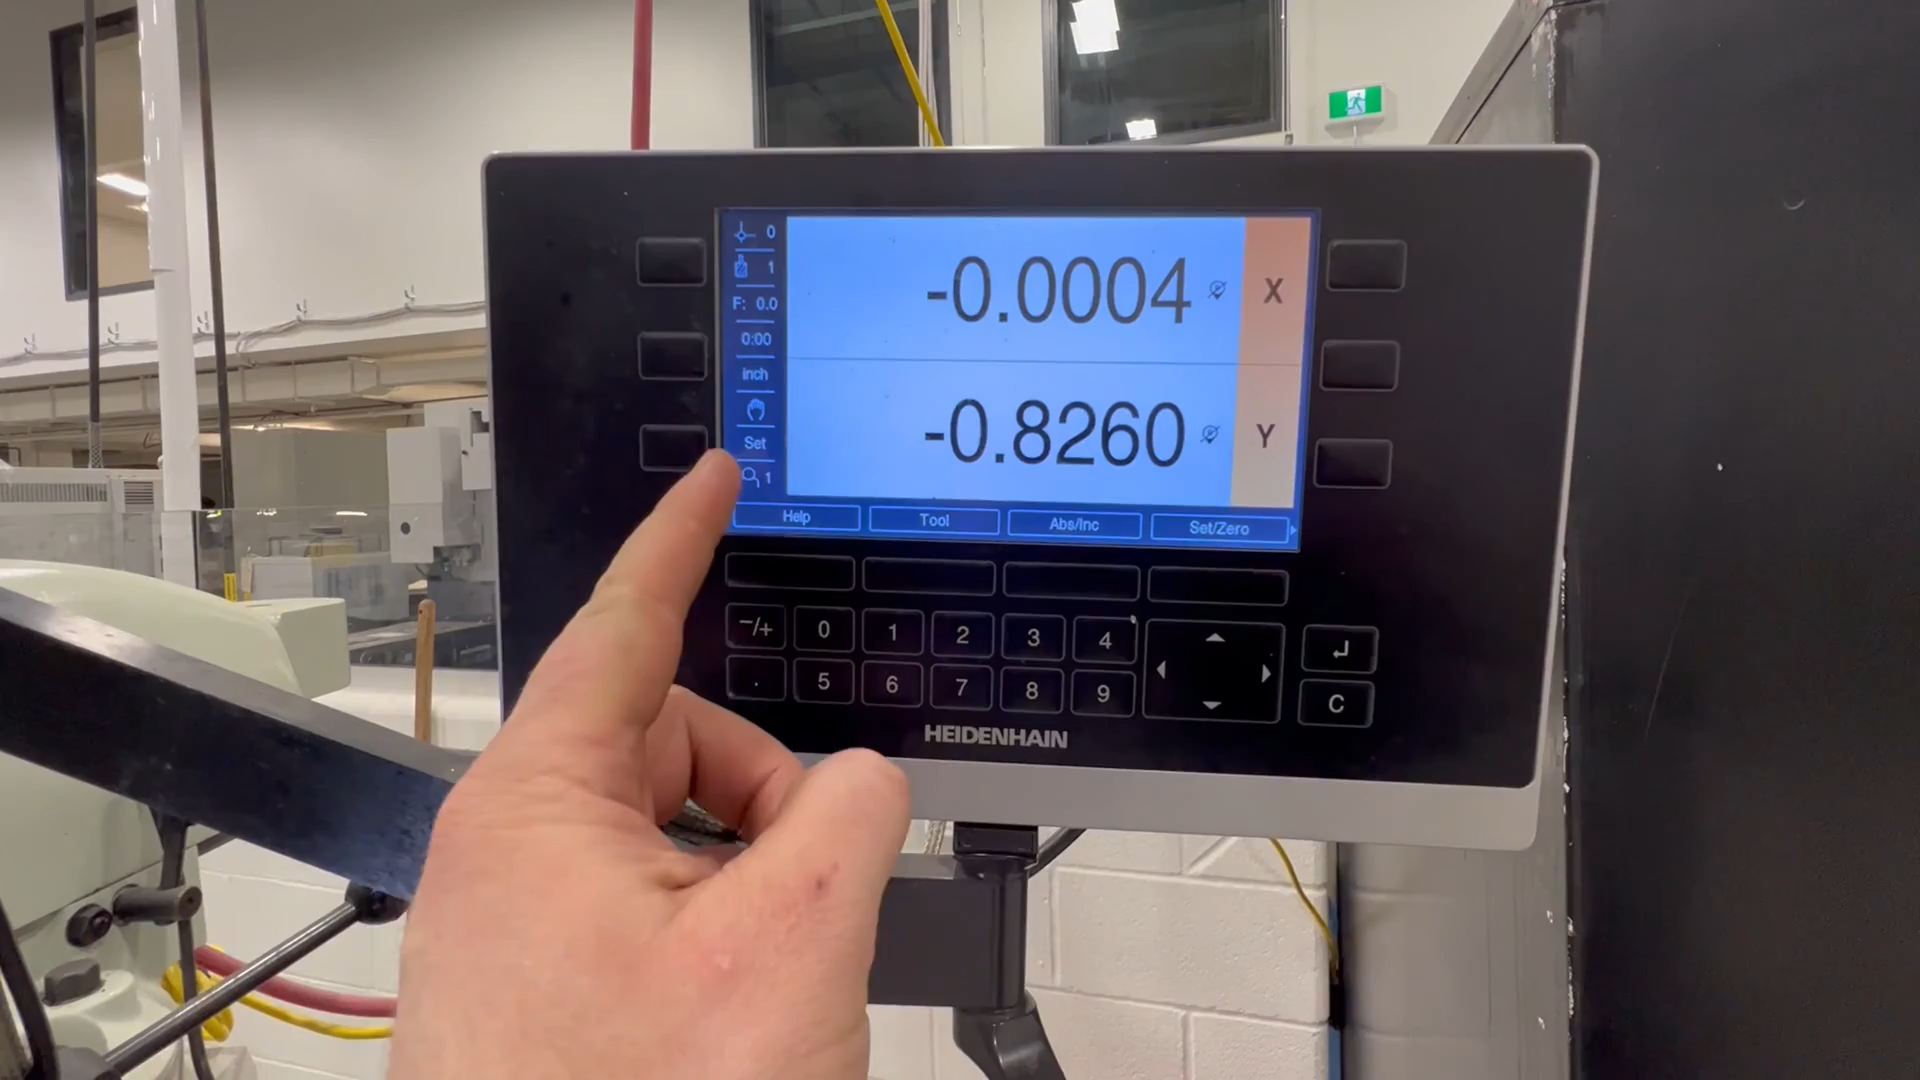 0
1
F: 0.0
0:00
inch
Set
1
-0.0004 X
-0.8260 Y
Help Tool Abs/Inc Set/Zero
−/+ 0 1 2 3 4
. 5 6 7 8 9 C
HEIDENHAIN